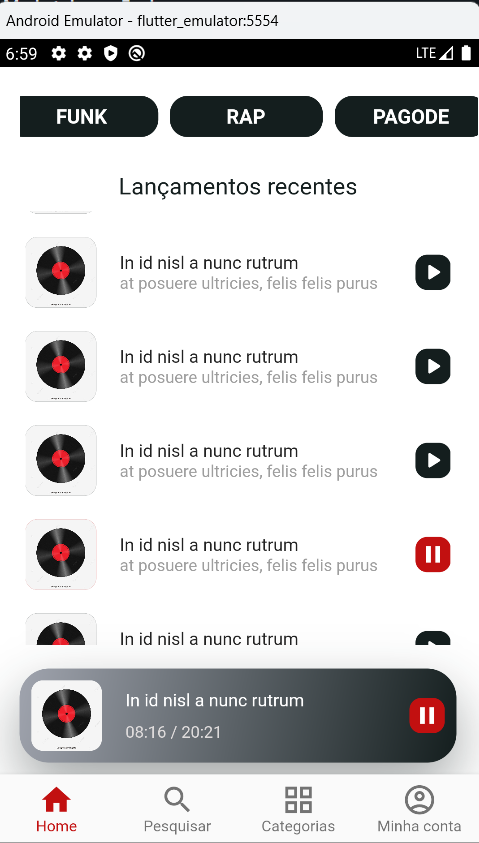 Android Emulator - flutter_emulator:5554
6:59
LTE
FUNK
RAP
PAGODE
Lançamentos recentes
In id nisl a nunc rutrum
at posuere ultricies, felis felis purus
In id nisl a nunc rutrum
at posuere ultricies, felis felis purus
In id nisl a nunc rutrum
at posuere ultricies, felis felis purus
In id nisl a nunc rutrum
at posuere ultricies, felis felis purus
In id nisl a nunc rutrum
In id nisl a nunc rutrum
08:16 / 20:21
Home
Pesquisar
Categorias
Minha conta